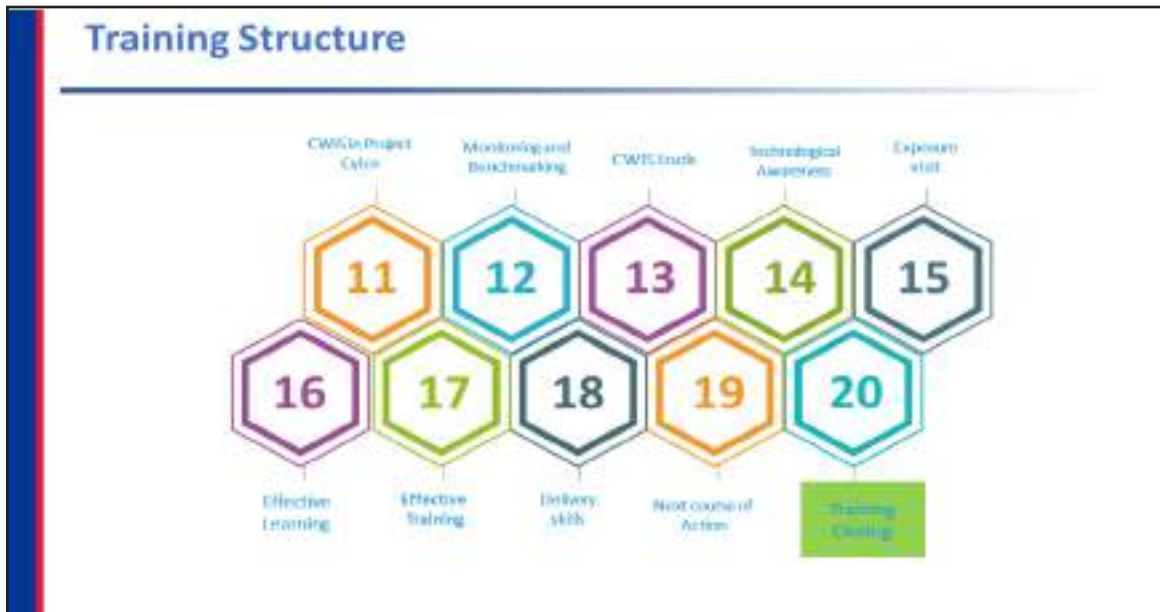 Training Structure
CWIS in Project
Cylce
Monitoring and
Benchmarking
CWIS tools
Technological
Awareness
Exposure
visit
11
12
13
14
15
16
17
18
19
20
Effective
Learning
Effective
Training
Delivery
skills
Next course of
Action
Training
Closing